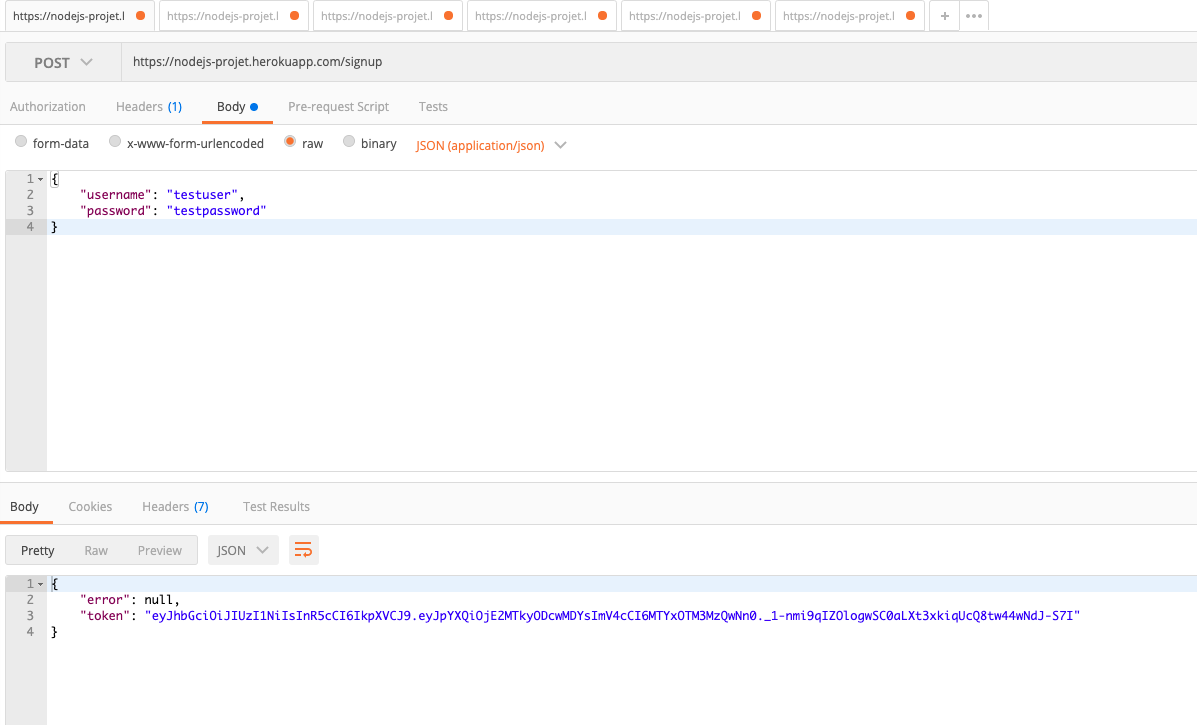 https://nodejs-projet.l https://nodejs-projet.l https://nodejs-projet.l https://nodejs-projet.l https://nodejs-projet.l https://nodejs-projet.l + •••
POST https://nodejs-projet.herokuapp.com/signup
Authorization Headers (1) Body Pre-request Script Tests
form-data x-www-form-urlencoded raw binary JSON (application/json)
1 {
2 "username": "testuser",
3 "password": "testpassword"
4 }
Body Cookies Headers (7) Test Results
Pretty Raw Preview JSON
1 {
2 "error": null,
3 "token": "eyJhbGciOiJIUzI1NiIsInR5cCI6IkpXVCJ9.eyJpYXQiOjE2MTkyODcwMDYsImV4cCI6MTYxOTM3MzQwNn0._1-nmi9qIZOlogwSC0aLXt3xkiqUcQ8tw44wNdJ-S7I"
4 }